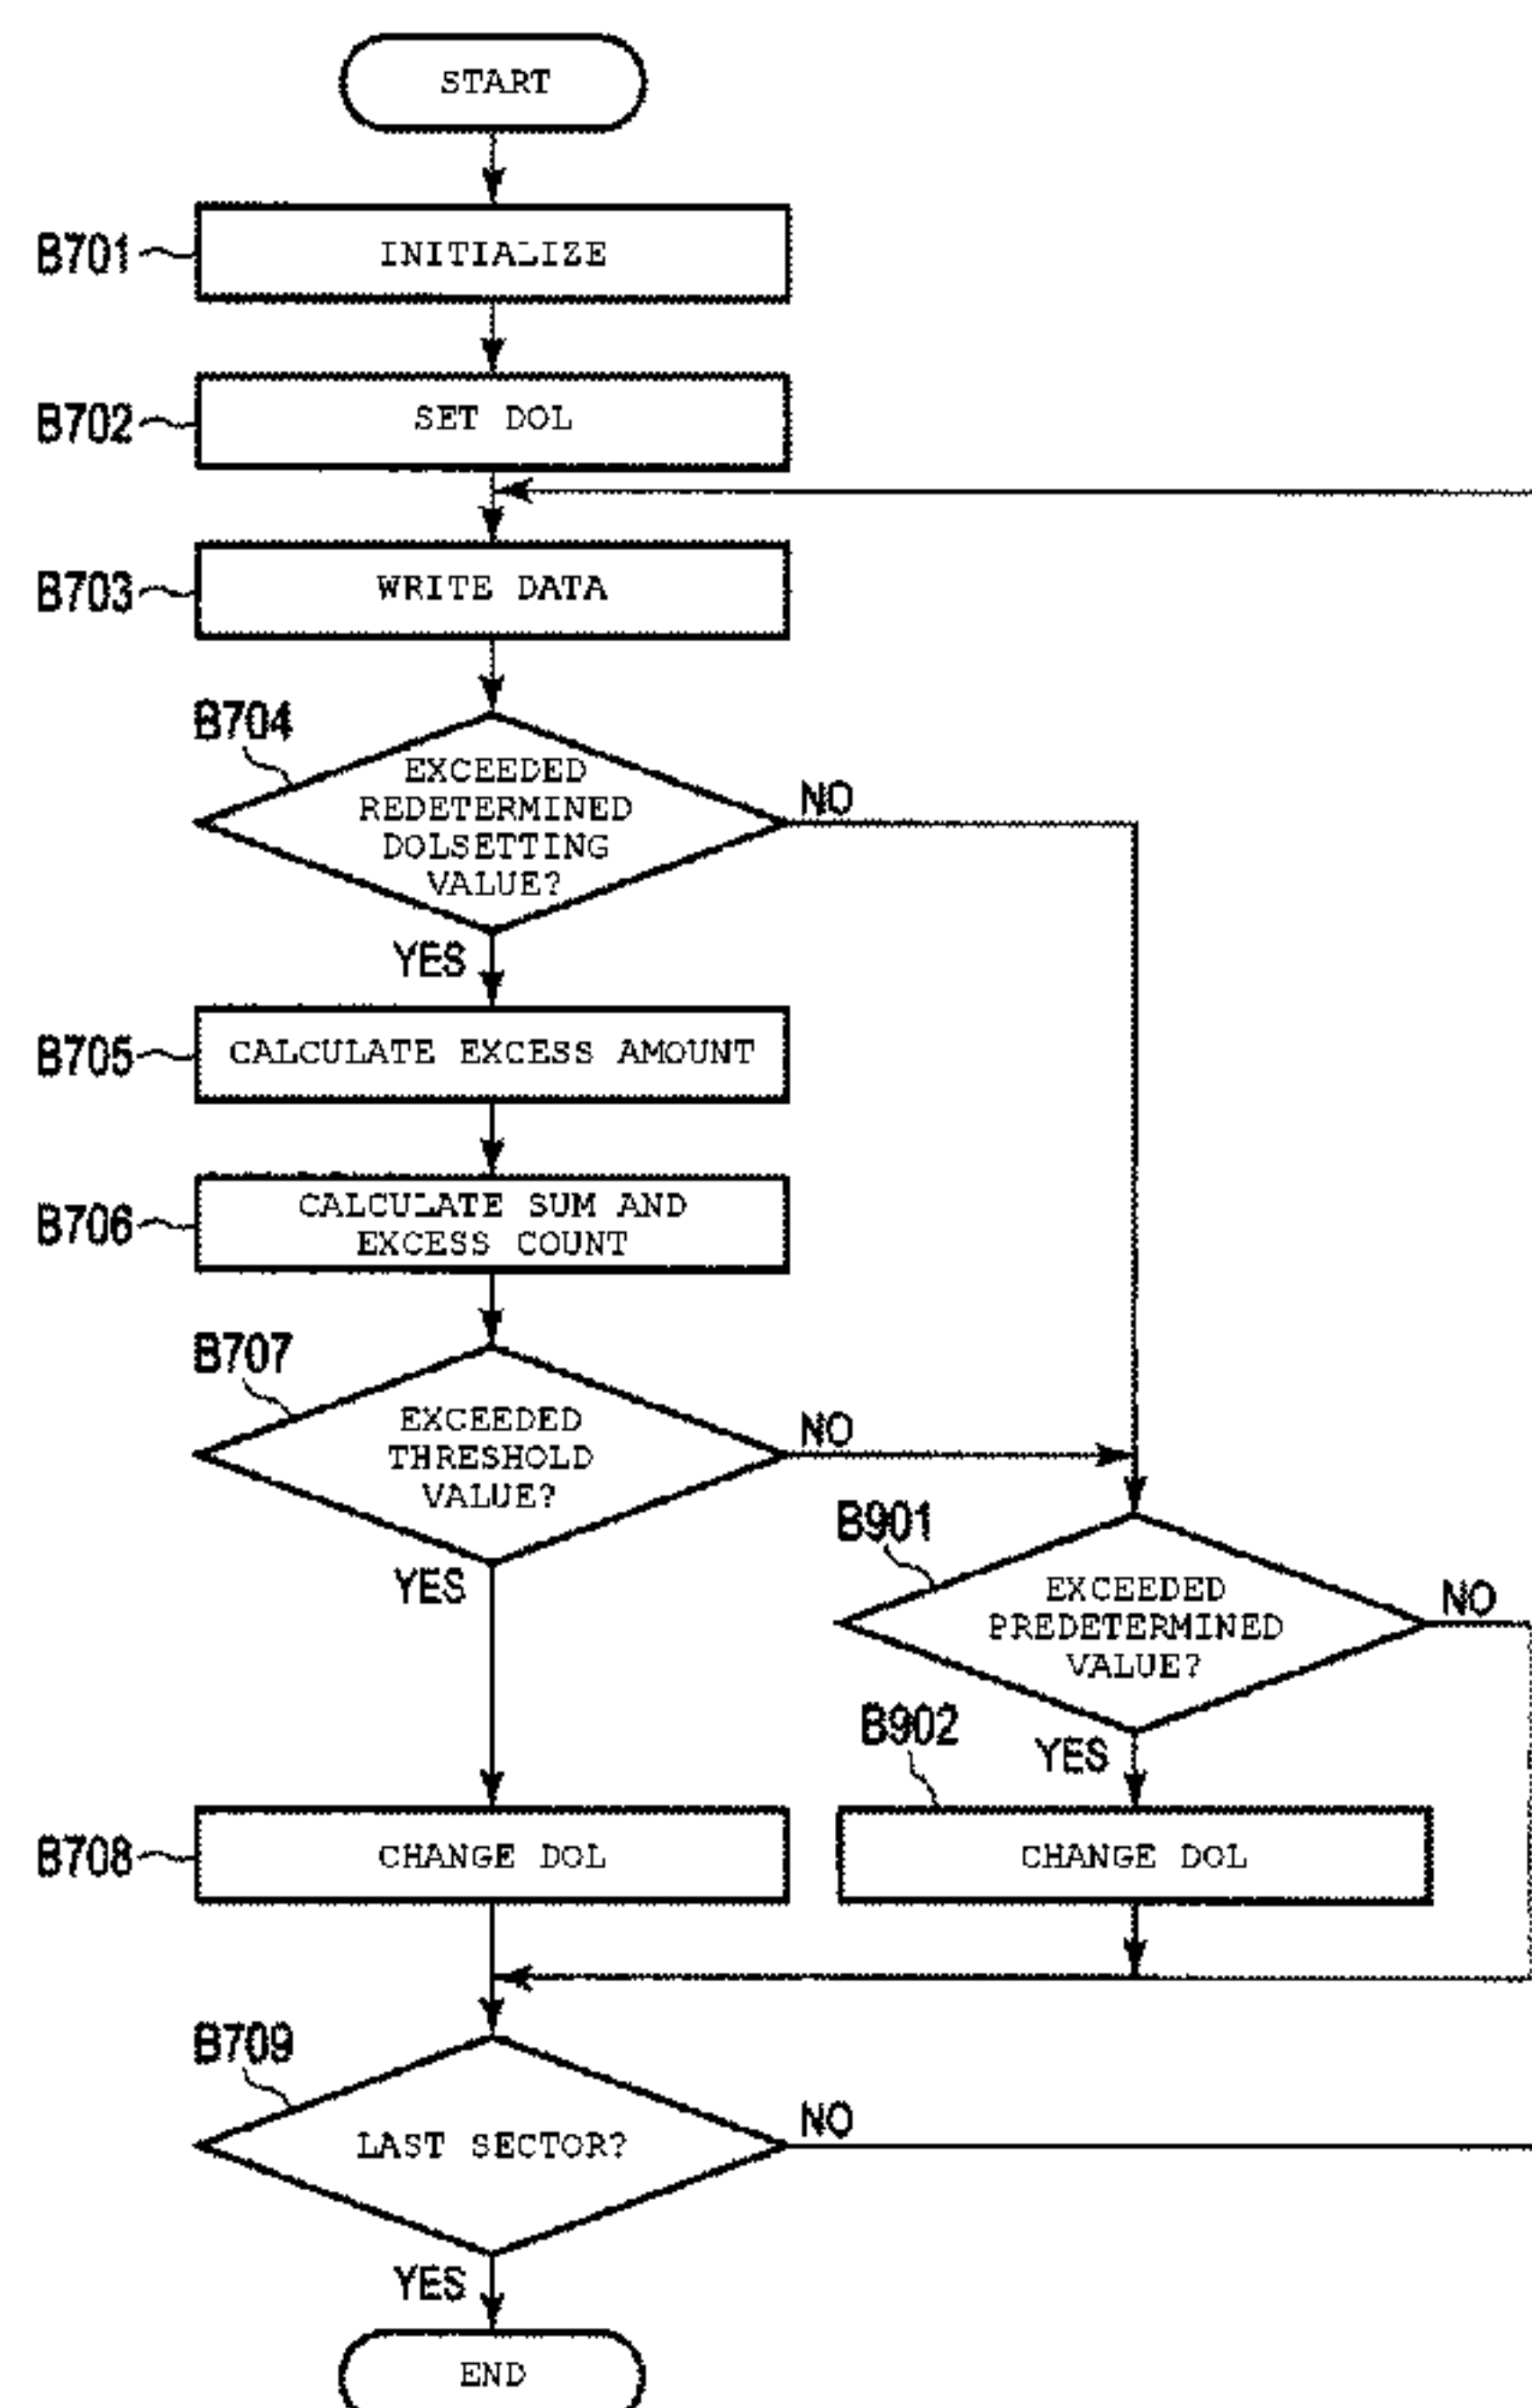 START
B701
INITIALIZE
B702
SET DOL
B703
WRITE DATA
B704
EXCEEDED
REDETERMINED
DOLSETTING
VALUE?
NO
YES
B705
CALCULATE EXCESS AMOUNT
B706
CALCULATE SUM AND
EXCESS COUNT
B707
EXCEEDED
THRESHOLD
VALUE?
NO
YES
B901
EXCEEDED
PREDETERMINED
VALUE?
NO
YES
B902
B708
CHANGE DOL
CHANGE DOL
B709
LAST SECTOR?
NO
YES
END